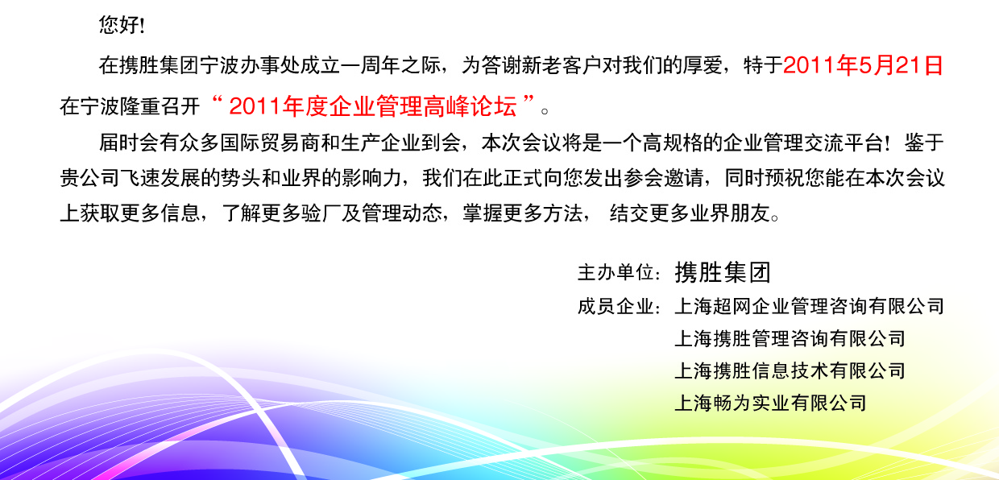 您好！
在携胜集团宁波办事处成立一周年之际，为答谢新老客户对我们的厚爱，特于2011年5月21日
在宁波隆重召开“2011年度企业管理高峰论坛”。
届时会有众多国际贸易商和生产企业到会，本次会议将是一个高规格的企业管理交流平台！鉴于
贵公司飞速发展的势头和业界的影响力，我们在此正式向您发出参会邀请，同时预祝您能在本次会议
上获取更多信息，了解更多验厂及管理动态，掌握更多方法， 结交更多业界朋友。
主办单位：携胜集团
成员企业：上海超网企业管理咨询有限公司
上海携胜管理咨询有限公司
上海携胜信息技术有限公司
上海畅为实业有限公司